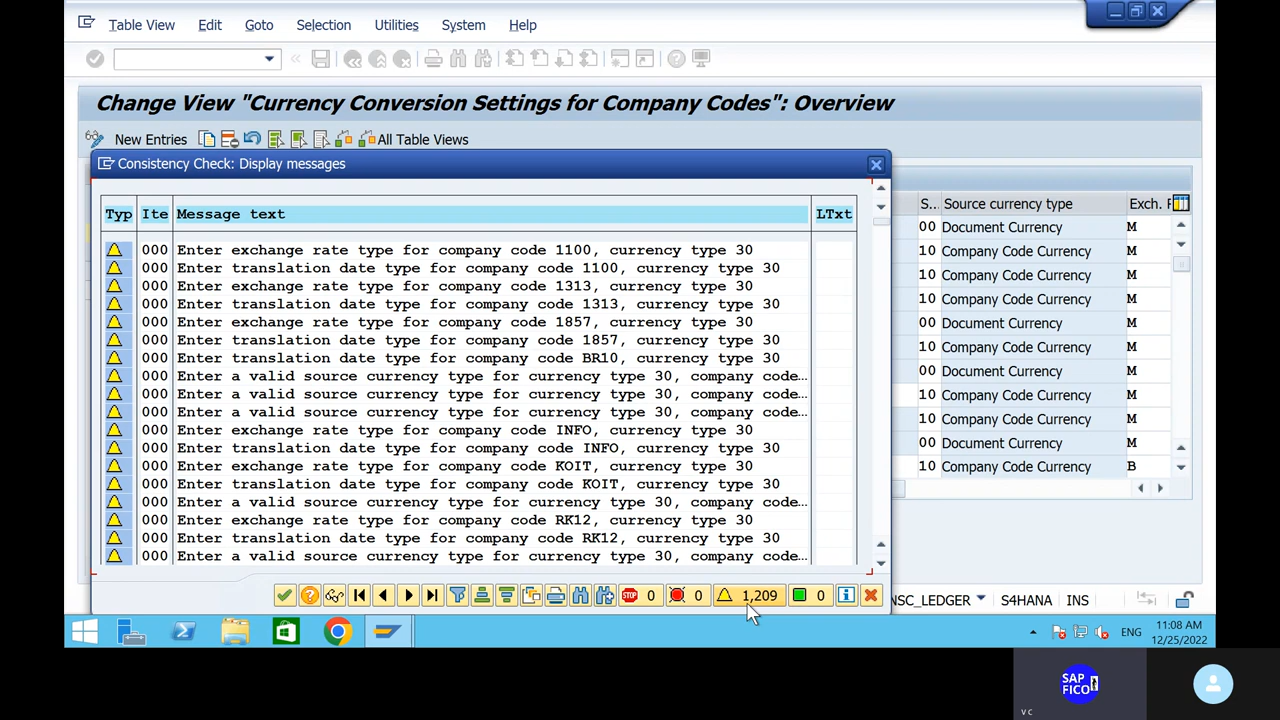 Table View Edit Goto Selection Utilities System Help
Change View "Currency Conversion Settings for Company Codes": Overview
New Entries All Table Views
Consistency Check: Display messages
Typ Ite Message text LTxt
000 Enter exchange rate type for company code 1100, currency type 30
000 Enter translation date type for company code 1100, currency type 30
000 Enter exchange rate type for company code 1313, currency type 30
000 Enter translation date type for company code 1313, currency type 30
000 Enter exchange rate type for company code 1857, currency type 30
000 Enter translation date type for company code 1857, currency type 30
000 Enter translation date type for company code BR10, currency type 30
000 Enter a valid source currency type for currency type 30, company code…
000 Enter a valid source currency type for currency type 30, company code…
000 Enter a valid source currency type for currency type 30, company code…
000 Enter exchange rate type for company code INFO, currency type 30
000 Enter translation date type for company code INFO, currency type 30
000 Enter exchange rate type for company code KOIT, currency type 30
000 Enter translation date type for company code KOIT, currency type 30
000 Enter a valid source currency type for currency type 30, company code…
000 Enter exchange rate type for company code RK12, currency type 30
000 Enter translation date type for company code RK12, currency type 30
000 Enter a valid source currency type for currency type 30, company code…
STOP 0 0 1,209 0
S... Source currency type Exch.
00 Document Currency M
10 Company Code Currency M
10 Company Code Currency M
10 Company Code Currency M
00 Document Currency M
10 Company Code Currency M
00 Document Currency M
10 Company Code Currency M
10 Company Code Currency M
00 Document Currency M
10 Company Code Currency B
NSC_LEDGER S4HANA INS
ENG
11:08 AM
12/25/2022
SAP
FICO
v c